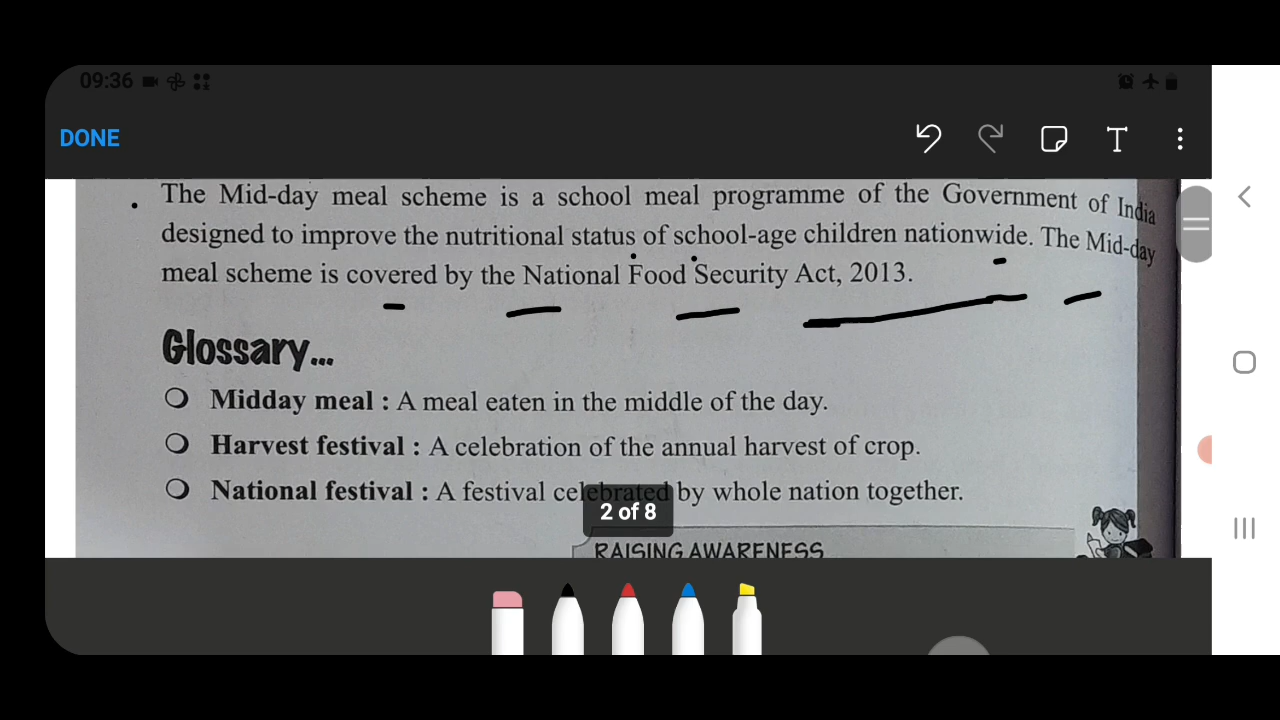 09:36
DONE
The Mid-day meal scheme is a school meal programme of the Government of India
designed to improve the nutritional status of school-age children nationwide. The Mid-day
meal scheme is covered by the National Food Security Act, 2013.
Glossary...
Midday meal : A meal eaten in the middle of the day.
Harvest festival : A celebration of the annual harvest of crop.
National festival : A festival celebrated by whole nation together.
2 of 8
RAISING AWARENESS